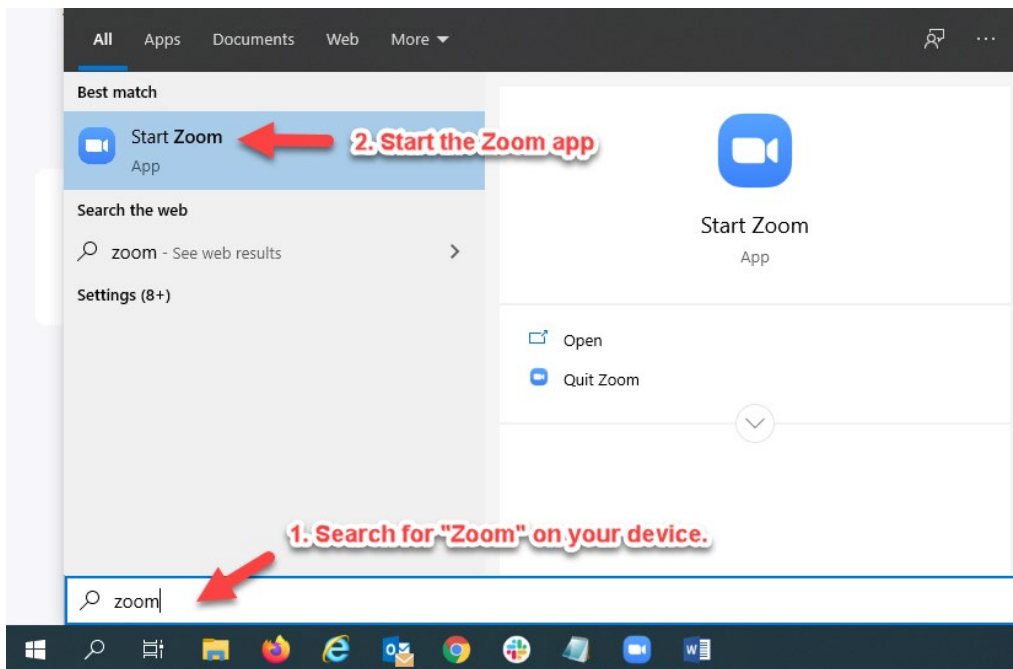 All Apps Documents Web More
Best match
Start Zoom
App
2. Start the Zoom app
Search the web
zoom - See web results
Settings (8+)
Start Zoom
App
Open
Quit Zoom
1. Search for "Zoom" on your device.
zoom